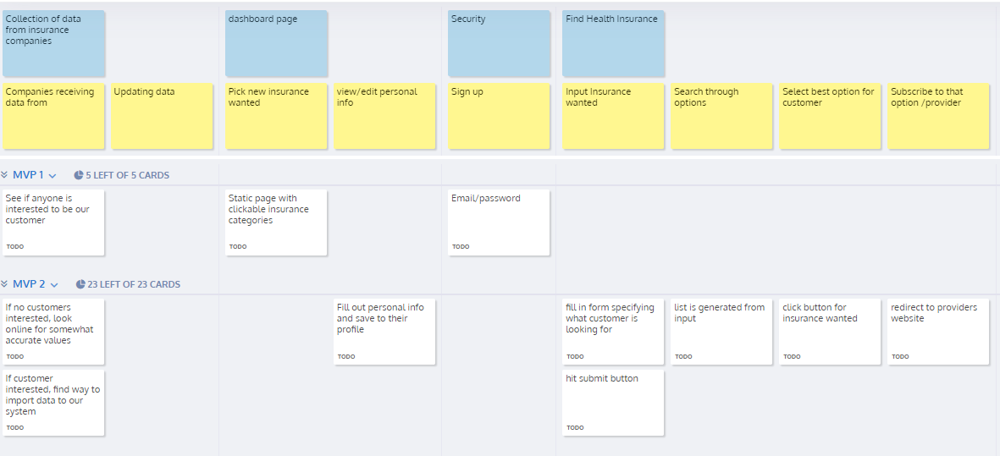 Collection of data
from insurance
companies
dashboard page
Security
Find Health Insurance
Companies receiving
data from
Updating data
Pick new insurance
wanted
view/edit personal
info
Sign up
Input Insurance
wanted
Search through
options
Select best option for
customer
Subscribe to that
option /provider
MVP 1
5 LEFT OF 5 CARDS
See if anyone is
interested to be our
customer
TODO
Static page with
clickable insurance
categories
TODO
Email/password
TODO
MVP 2
23 LEFT OF 23 CARDS
If no customers
interested, look
online for somewhat
accurate values
TODO
Fill out personal info
and save to their
profile
TODO
fill in form specifying
what customer is
looking for
TODO
list is generated from
input
TODO
click button for
insurance wanted
TODO
redirect to providers
website
TODO
If customer
interested, find way to
import data to our
system
TODO
hit submit button
TODO